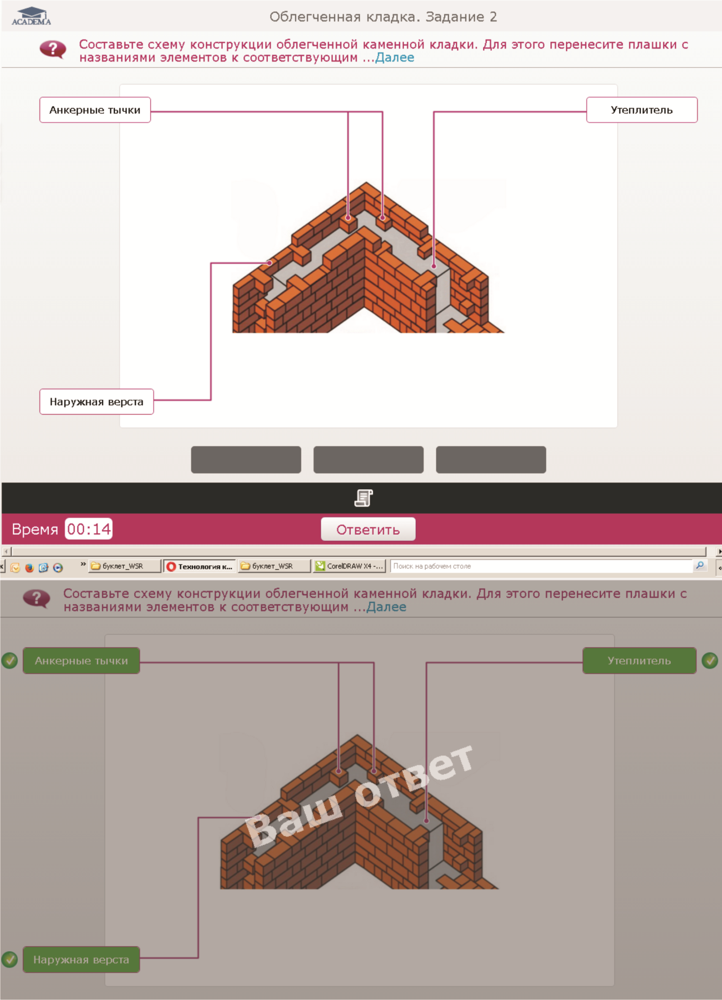 ACADEMA
Облегченная кладка. Задание 2
?
Составьте схему конструкции облегченной каменной кладки. Для этого перенесите плашки с
названиями элементов к соответствующим ...Далее
Анкерные тычки
Утеплитель
Наружная верста
Время 00:14
Ответить
» буклет_WSR Технология к... буклет_WSR CorelDRAW X4 -... Поиск на рабочем столе «
?
Составьте схему конструкции облегченной каменной кладки. Для этого перенесите плашки с
названиями элементов к соответствующим ...Далее
Анкерные тычки
Утеплитель
Ваш ответ
Наружная верста